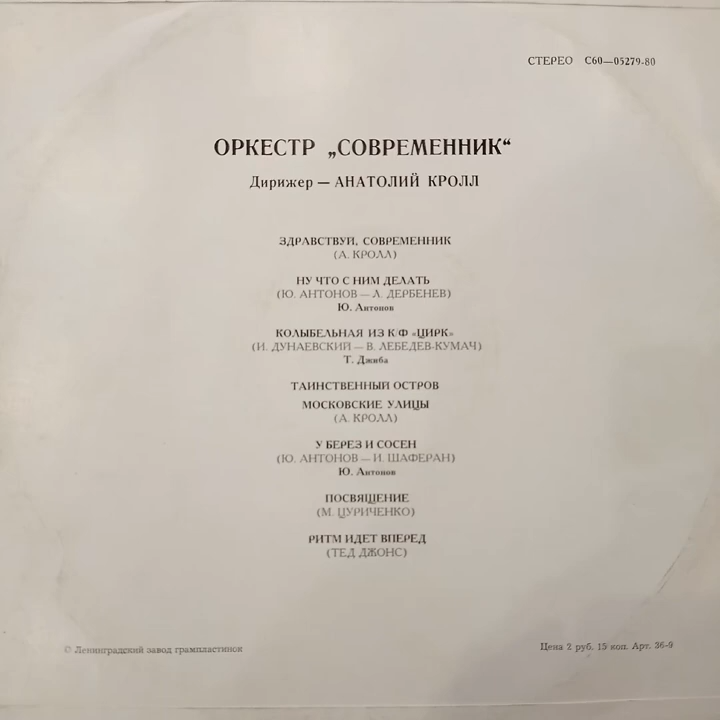 СТЕРЕО С60—05279-80
ОРКЕСТР „СОВРЕМЕННИК“
Дирижер — АНАТОЛИЙ КРОЛЛ
ЗДРАВСТВУЙ, СОВРЕМЕННИК
(А. КРОЛЛ)
НУ ЧТО С НИМ ДЕЛАТЬ
(Ю. АНТОНОВ — Л. ДЕРБЕНЕВ)
Ю. Антонов
КОЛЫБЕЛЬНАЯ ИЗ К/Ф «ЦИРК»
(И. ДУНАЕВСКИЙ — В. ЛЕБЕДЕВ-КУМАЧ)
Т. Джиба
ТАИНСТВЕННЫЙ ОСТРОВ
МОСКОВСКИЕ УЛИЦЫ
(А. КРОЛЛ)
У БЕРЕЗ И СОСЕН
(Ю. АНТОНОВ — И. ШАФЕРАН)
Ю. Антонов
ПОСВЯЩЕНИЕ
(М. ЦУРИЧЕНКО)
РИТМ ИДЕТ ВПЕРЕД
(ТЕД ДЖОНС)
© Ленинградский завод грампластинок
Цена 2 руб. 15 коп. Арт. 36-9